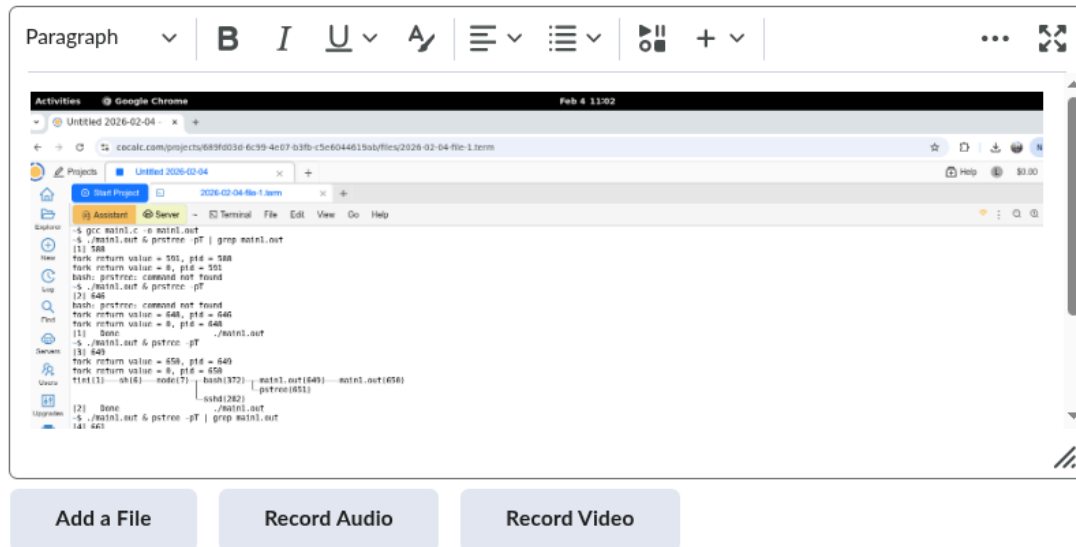 Paragraph
B I U
Activities Google Chrome Feb 4 11:02
Untitled 2026-02-04 - × +
cocalc.com/projects/689fd03d-6c99-4e07-b3fb-c5e6044619ab/files/2026-02-04-file-1.term
Projects Untitled 2026-02-04 × + Help $0.00
Start Project 2026-02-04-file-1.term × +
Explorer
Assistant Server Terminal File Edit View Go Help
New
Log
Find
Servers
Users
Upgrades
~$ gcc main1.c -o main1.out
~$ ./main1.out & prstree -pT | grep main1.out
[1] 588
fork return value = 591, pid = 588
fork return value = 0, pid = 591
bash: prstree: command not found
~$ ./main1.out & prstree -pT
[2] 646
bash: prstree: command not found
fork return value = 648, pid = 646
fork return value = 0, pid = 648
[1] Done ./main1.out
~$ ./main1.out & pstree -pT
[3] 649
fork return value = 650, pid = 649
fork return value = 0, pid = 650
tini(1)---sh(6)---node(7)-+-bash(372)-+-main1.out(649)---main1.out(650)
pstree(651)
sshd(282)
[2] Done ./main1.out
~$ ./main1.out & pstree -pT | grep main1.out
[4] 661
Add a File
Record Audio
Record Video